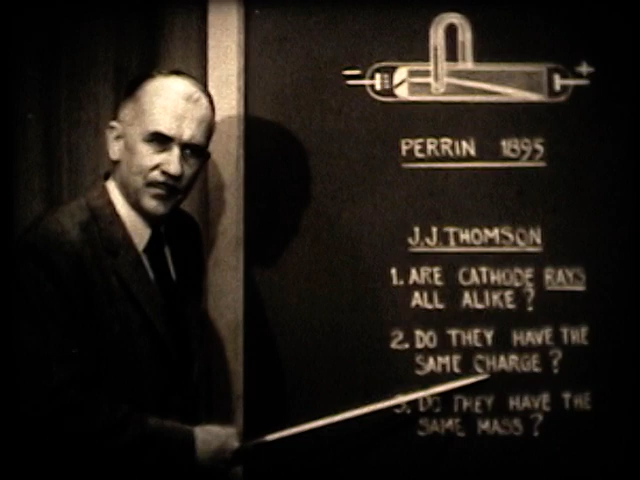 PERRIN 1895
J.J. THOMSON
1. ARE CATHODE RAYS
ALL ALIKE?
2. DO THEY HAVE THE
SAME CHARGE?
3. DO THEY HAVE THE
SAME MASS?